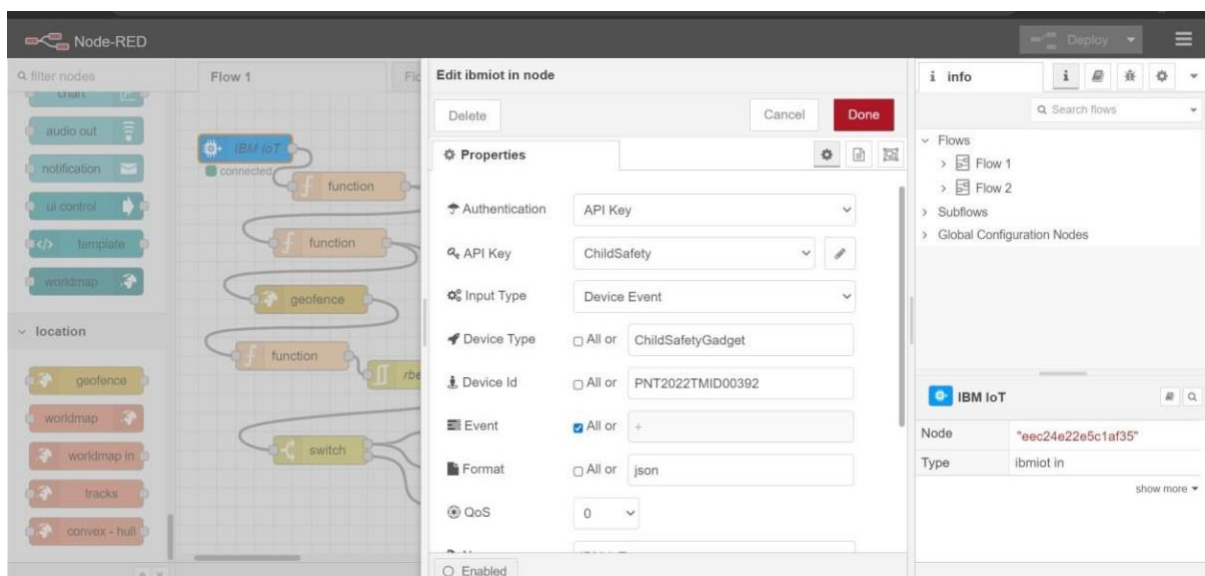 Node-RED
Deploy
filter nodes
chart
audio out
notification
ui control
template
worldmap
location
geofence
worldmap
worldmap in
tracks
convex - hull
Flow 1
IBM IoT
connected
function
function
geofence
function
rbe
switch
Edit ibmiot in node
Delete
Cancel
Done
Properties
Authentication
API Key
API Key
ChildSafety
Input Type
Device Event
Device Type
All or
ChildSafetyGadget
Device Id
All or
PNT2022TMID00392
Event
All or
+
Format
All or
json
QoS
0
Enabled
i info
i
Search flows
Flows
Flow 1
Flow 2
Subflows
Global Configuration Nodes
IBM IoT
Node
"eec24e22e5c1af35"
Type
ibmiot in
show more